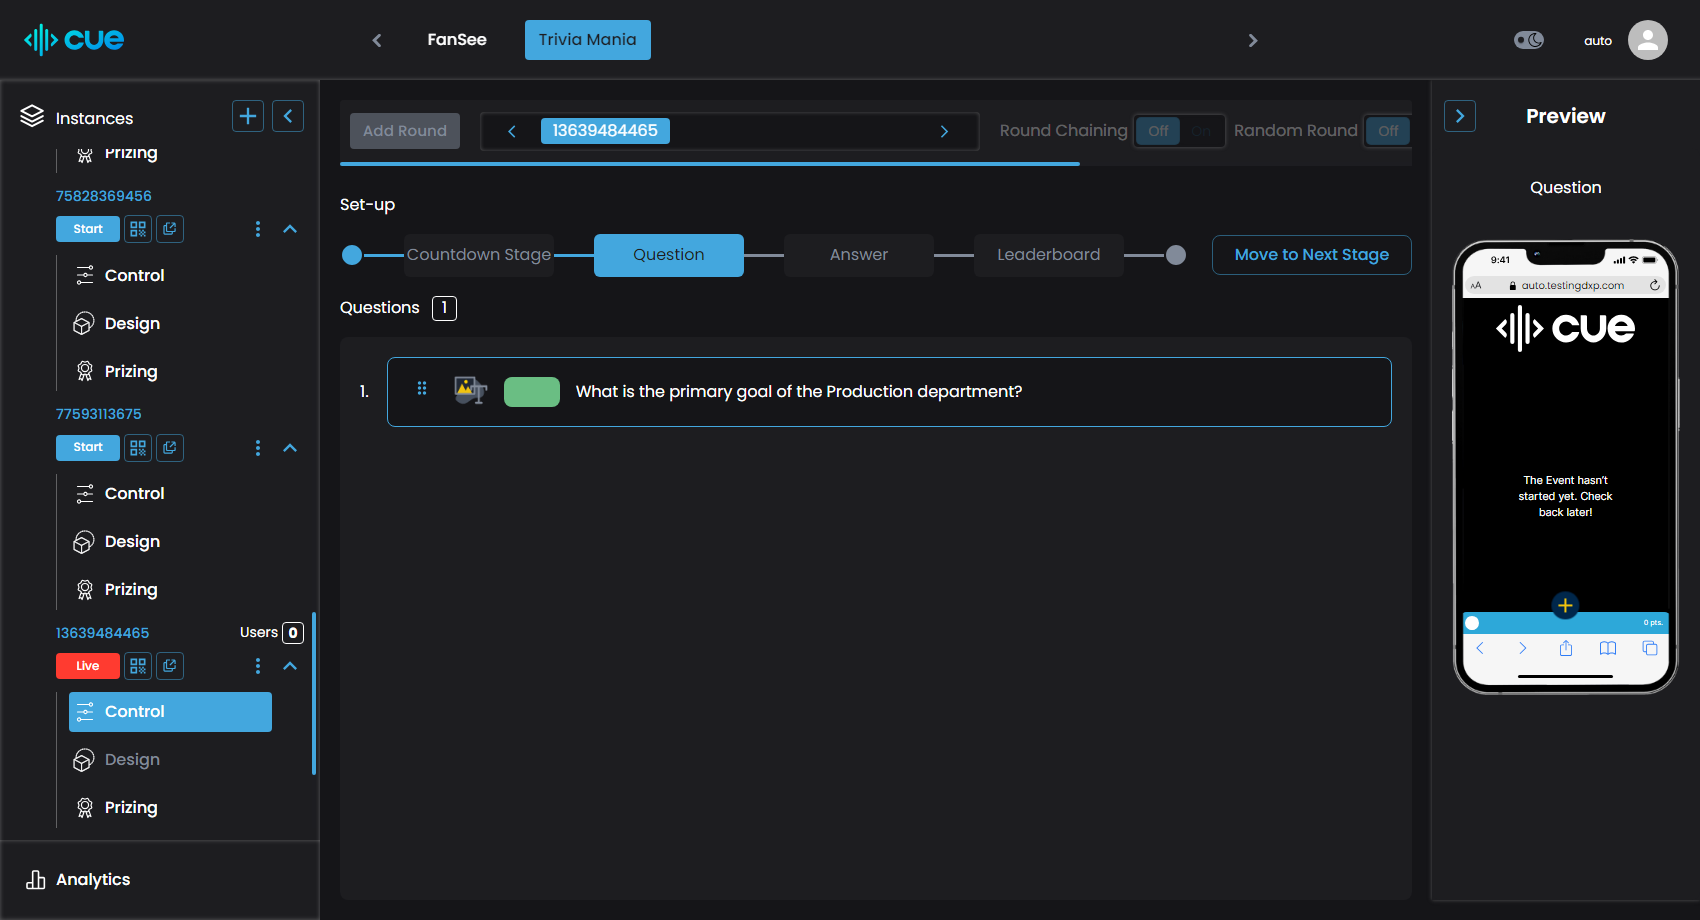 cue
FanSee
Trivia Mania
auto
Instances
Prizing
75828369456
Start
Control
Design
Prizing
77593113675
Start
Control
Design
Prizing
13639484465
Users 0
Live
Control
Design
Prizing
Analytics
Add Round
13639484465
Round Chaining
Off
On
Random Round
Off
Set-up
Countdown Stage
Question
Answer
Leaderboard
Move to Next Stage
Questions 1
1.
What is the primary goal of the Production department?
Preview
Question
9:41
AA
auto.testingdxp.com
cue
The Event hasn't
started yet. Check
back later!
0 pts.